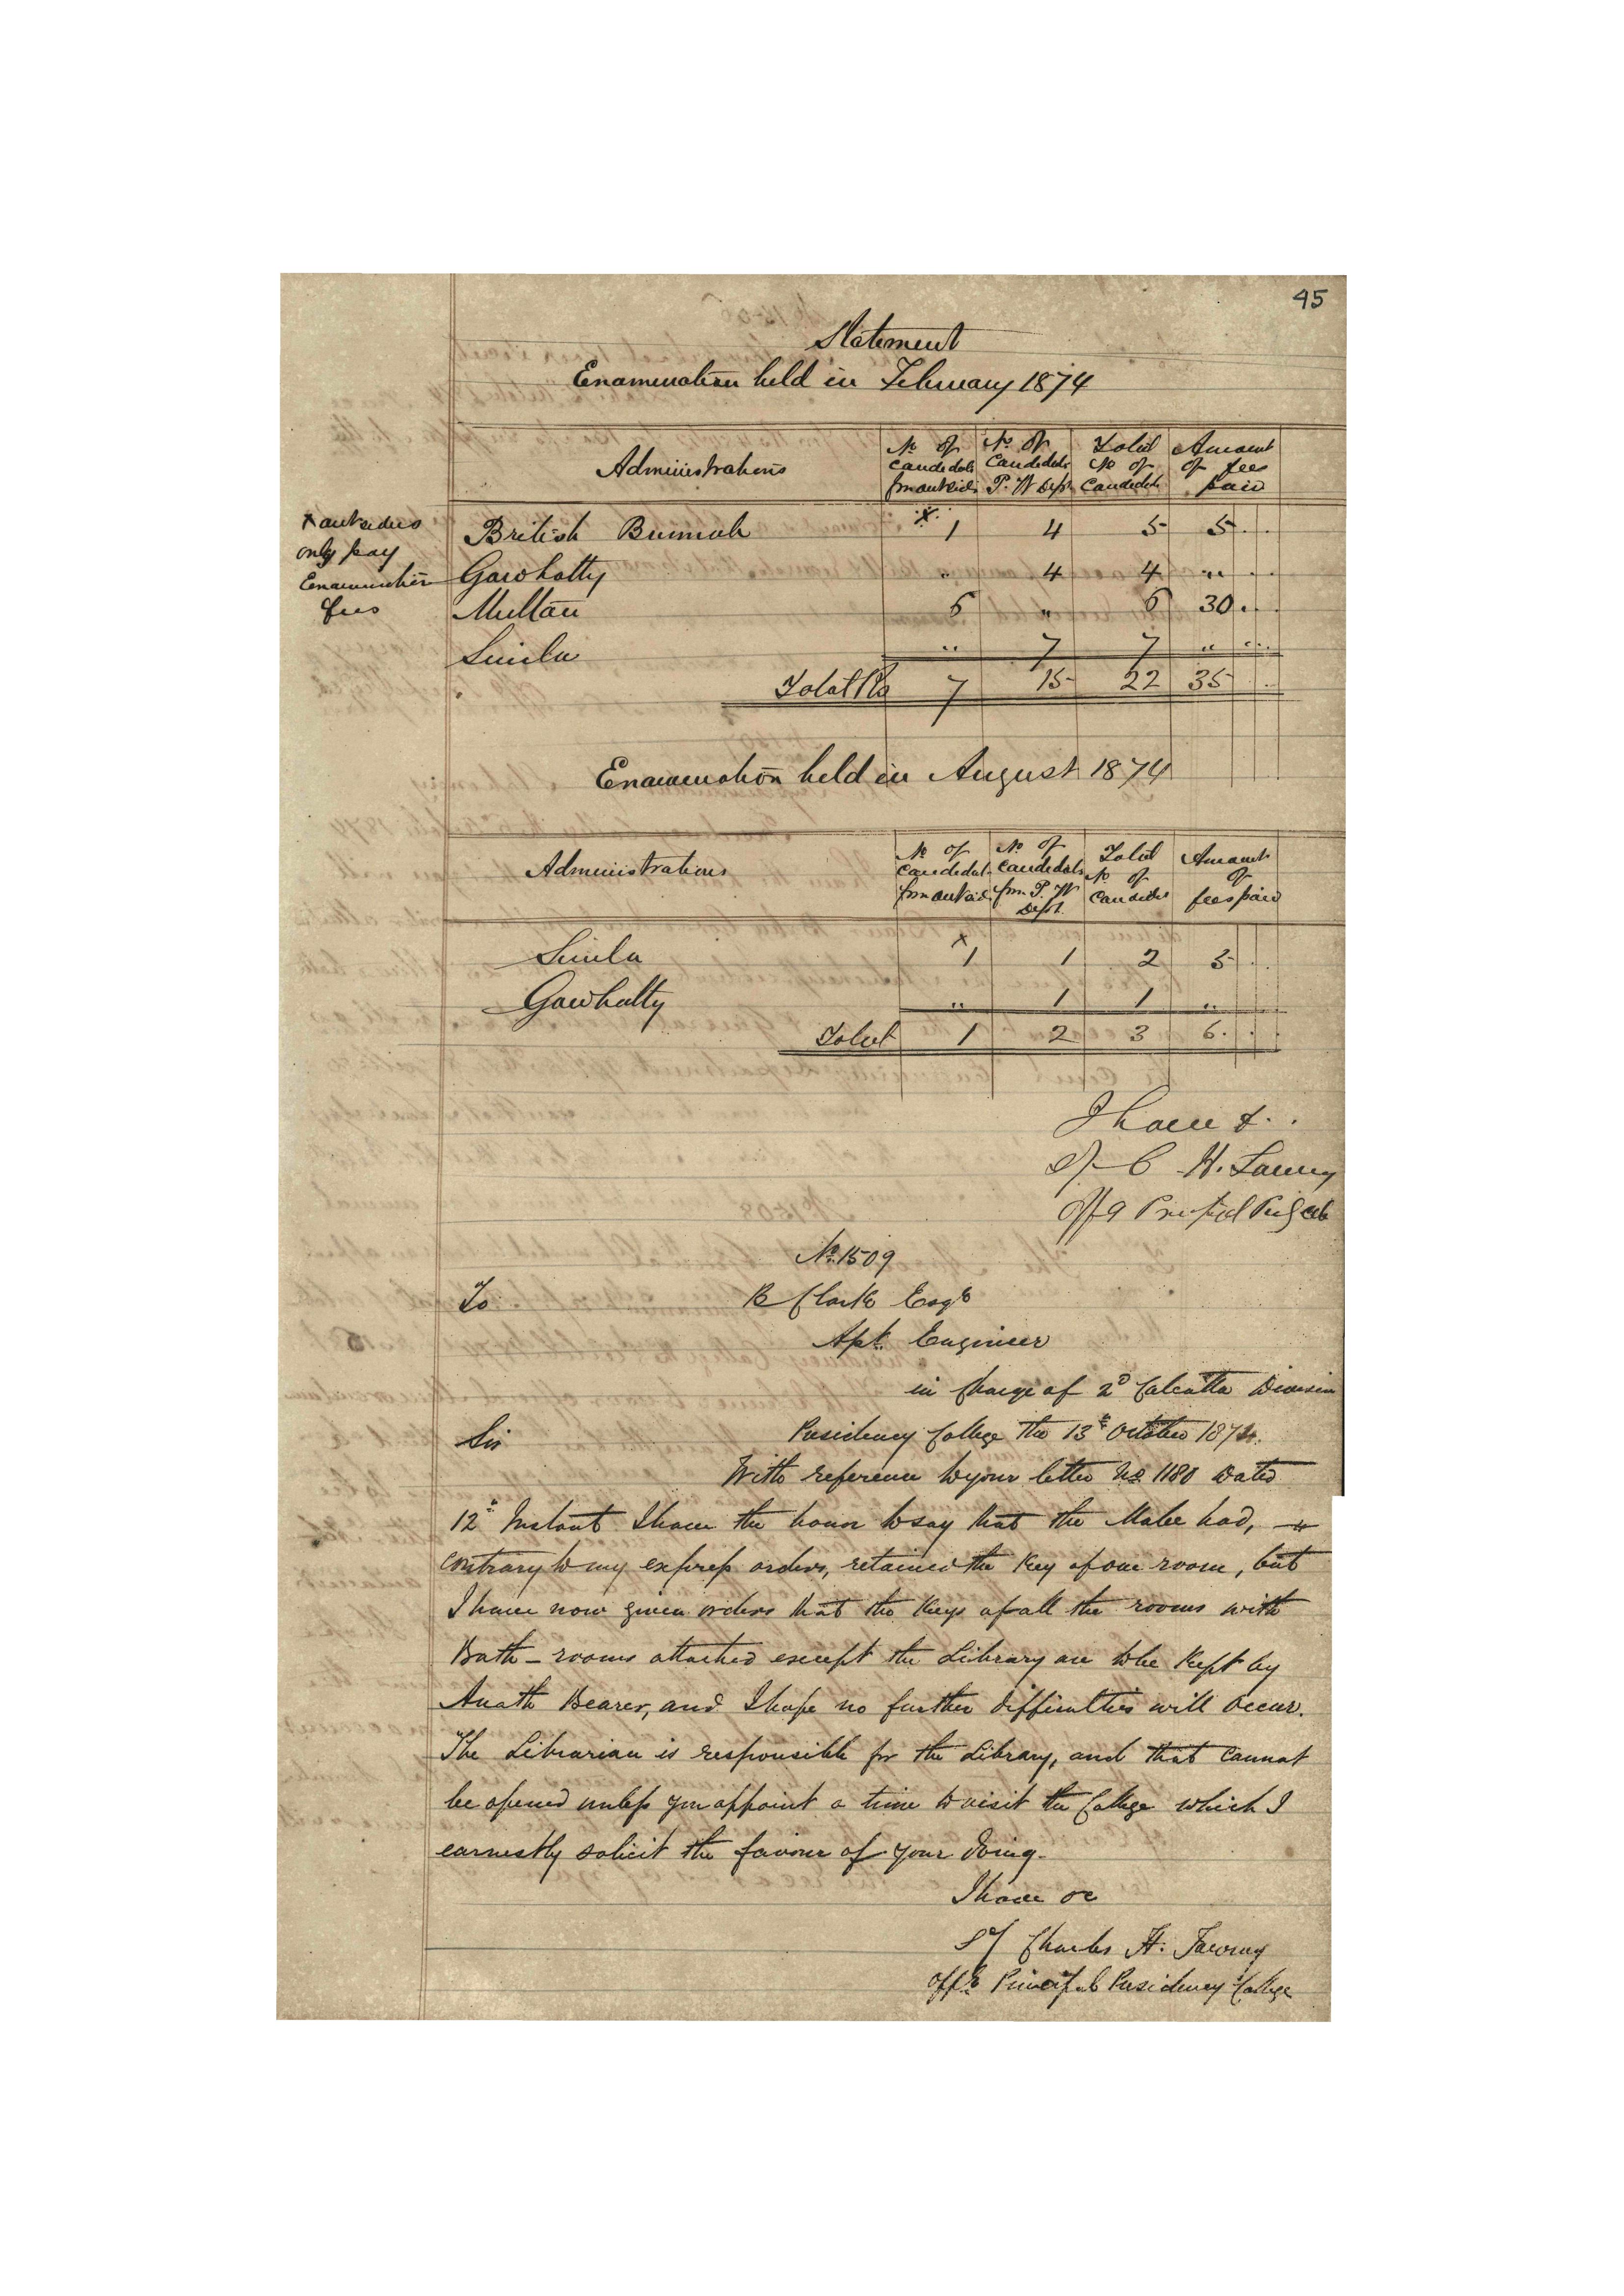 45
Statement
Examination held in February 1874
Administrations | No of Candidates from outside | No of Candidates P. W Dept | Total No of Candidates | Amount of fees paid
x outsiders
only pay
Examination
fees
British Burmah | x 1 | 4 | 5 | 5
Gawhatty | " | 4 | 4 | "
Multan | 6 | " | 6 | 30
Simla | " | 7 | 7 | "
Total Rs | 7 | 15 | 22 | 35
Examination held in August 1874
Administrations | No of Candidates from outside | No of Candidates from P. W Dept. | Total No of Candidates | Amount of fees paid
Simla | x 1 | 1 | 2 | 5
Gawhatty | " | 1 | 1 | "
Total | 1 | 2 | 3 | 6
I have &
Sd/- C H. Tawney
Offg
No. 1509
To
Clark Esqr
Asst. Engineer
in Charge of 2D Calcutta Division
Presidency College The 13th October 1874.
Sir
With reference to your letter No. 1180 dated
12th Instant I have the honor to say that the Malee had,
contrary to my express orders, retained the key of one room, but
I have now given orders that the keys of all the rooms with
Bath-rooms attached except the Library are to be kept by
Anath Bearer, and I hope no further difficulties will occur.
The Librarian is responsible for the Library, and that cannot
be opened unless you appoint a time to visit the College which I
earnestly solicit the favour of your doing.
I have &c
Sd/ Charles H. Tawney
Offg Principal Presidency College